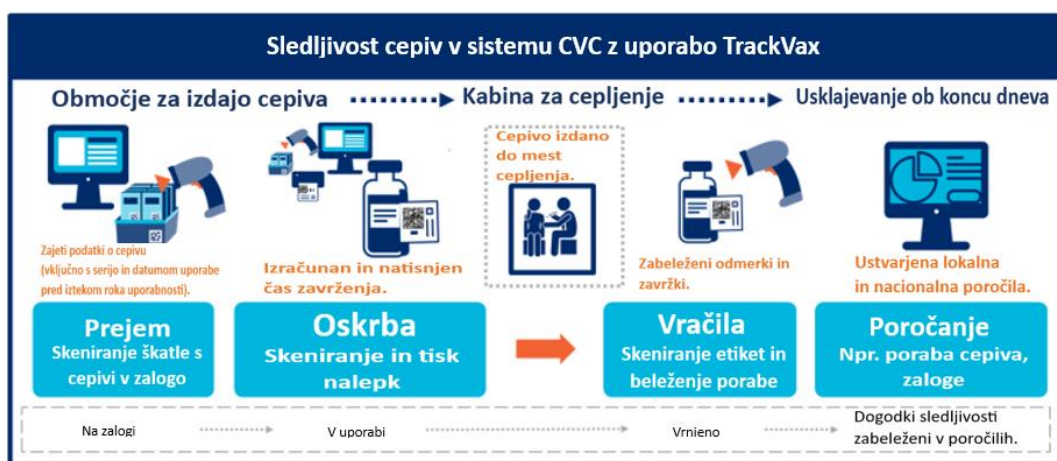 Sledljivost cepiv v sistemu CVC z uporabo TrackVax
Območje za izdajo cepiva
Kabina za cepljenje
Usklajevanje ob koncu dneva
Cepivo izdano
do mest
cepljenja.
Zajeti podatki o cepivu
(vključno s serijo in datumom uporabe
pred iztekom roka uporabnosti).
Izračunan in natisnjen
čas zavrženja.
Zabeleženi odmerki in
zavržki.
Ustvarjena lokalna
in nacionalna poročila.
Prejem
Skeniranje škatle s
cepivi v zalogo
Oskrba
Skeniranje in tisk
nalepk
Vračila
Skeniranje etiket in
beleženje porabe
Poročanje
Npr. poraba cepiva,
zaloge
Na zalogi
V uporabi
Vrnieno
Dogodki sledljivosti
zabeleženi v poročilih.